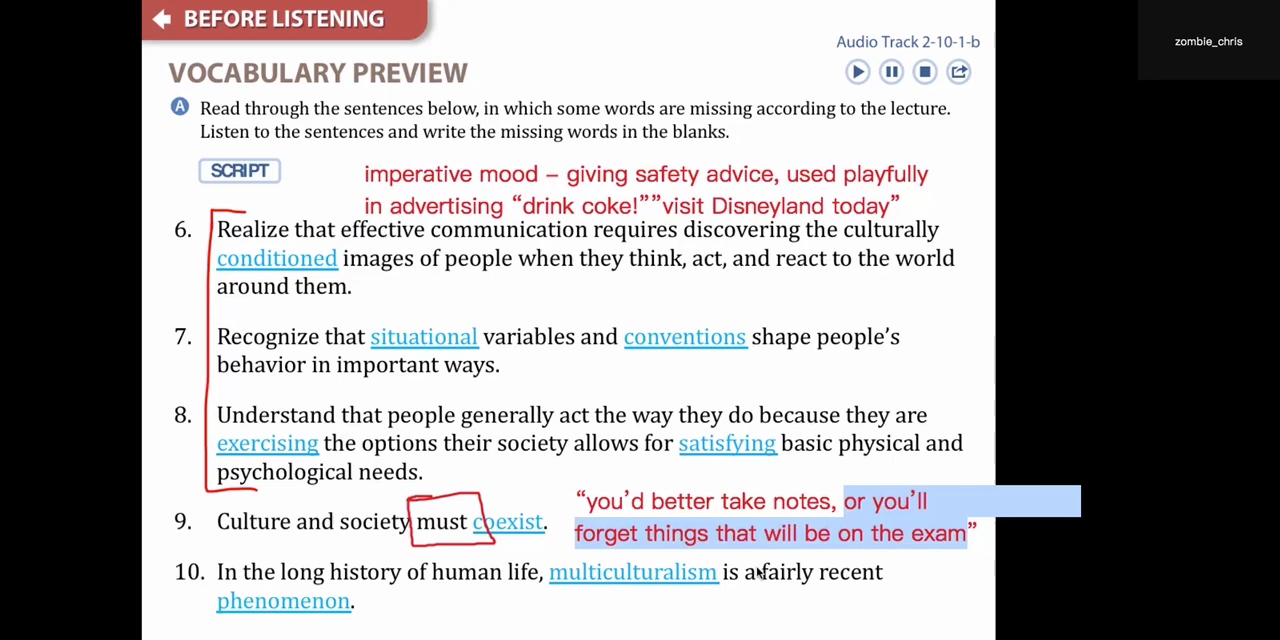 BEFORE LISTENING
zombie_chris
Audio Track 2-10-1-b
VOCABULARY PREVIEW
A Read through the sentences below, in which some words are missing according to the lecture.
Listen to the sentences and write the missing words in the blanks.
SCRIPT
imperative mood – giving safety advice, used playfully
in advertising “drink coke!””visit Disneyland today”
6. Realize that effective communication requires discovering the culturally
conditioned images of people when they think, act, and react to the world
around them.
7. Recognize that situational variables and conventions shape people’s
behavior in important ways.
8. Understand that people generally act the way they do because they are
exercising the options their society allows for satisfying basic physical and
psychological needs.
“you’d better take notes, or you’ll
forget things that will be on the exam”
9. Culture and society must coexist.
10. In the long history of human life, multiculturalism is a fairly recent
phenomenon.